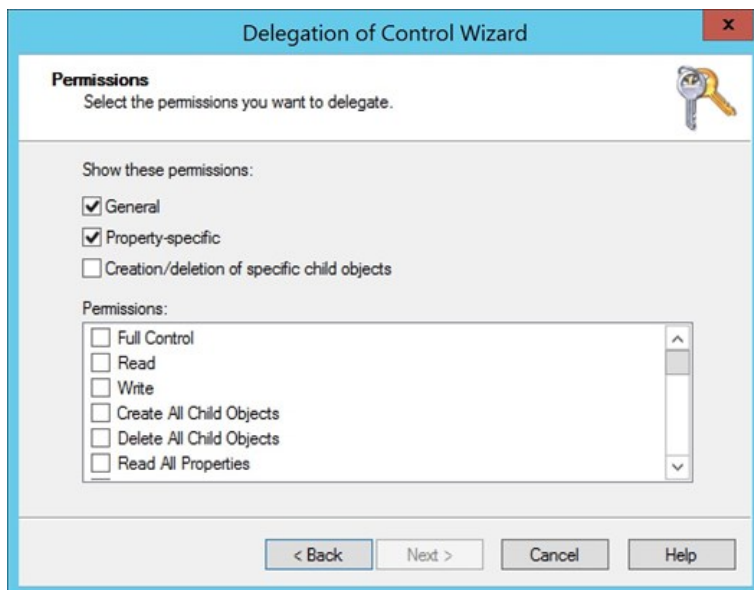 Delegation of Control Wizard
x
Permissions
Select the permissions you want to delegate.
Show these permissions:
General
Property-specific
Creation/deletion of specific child objects
Permissions:
Full Control
Read
Write
Create All Child Objects
Delete All Child Objects
Read All Properties
< Back Next > Cancel Help